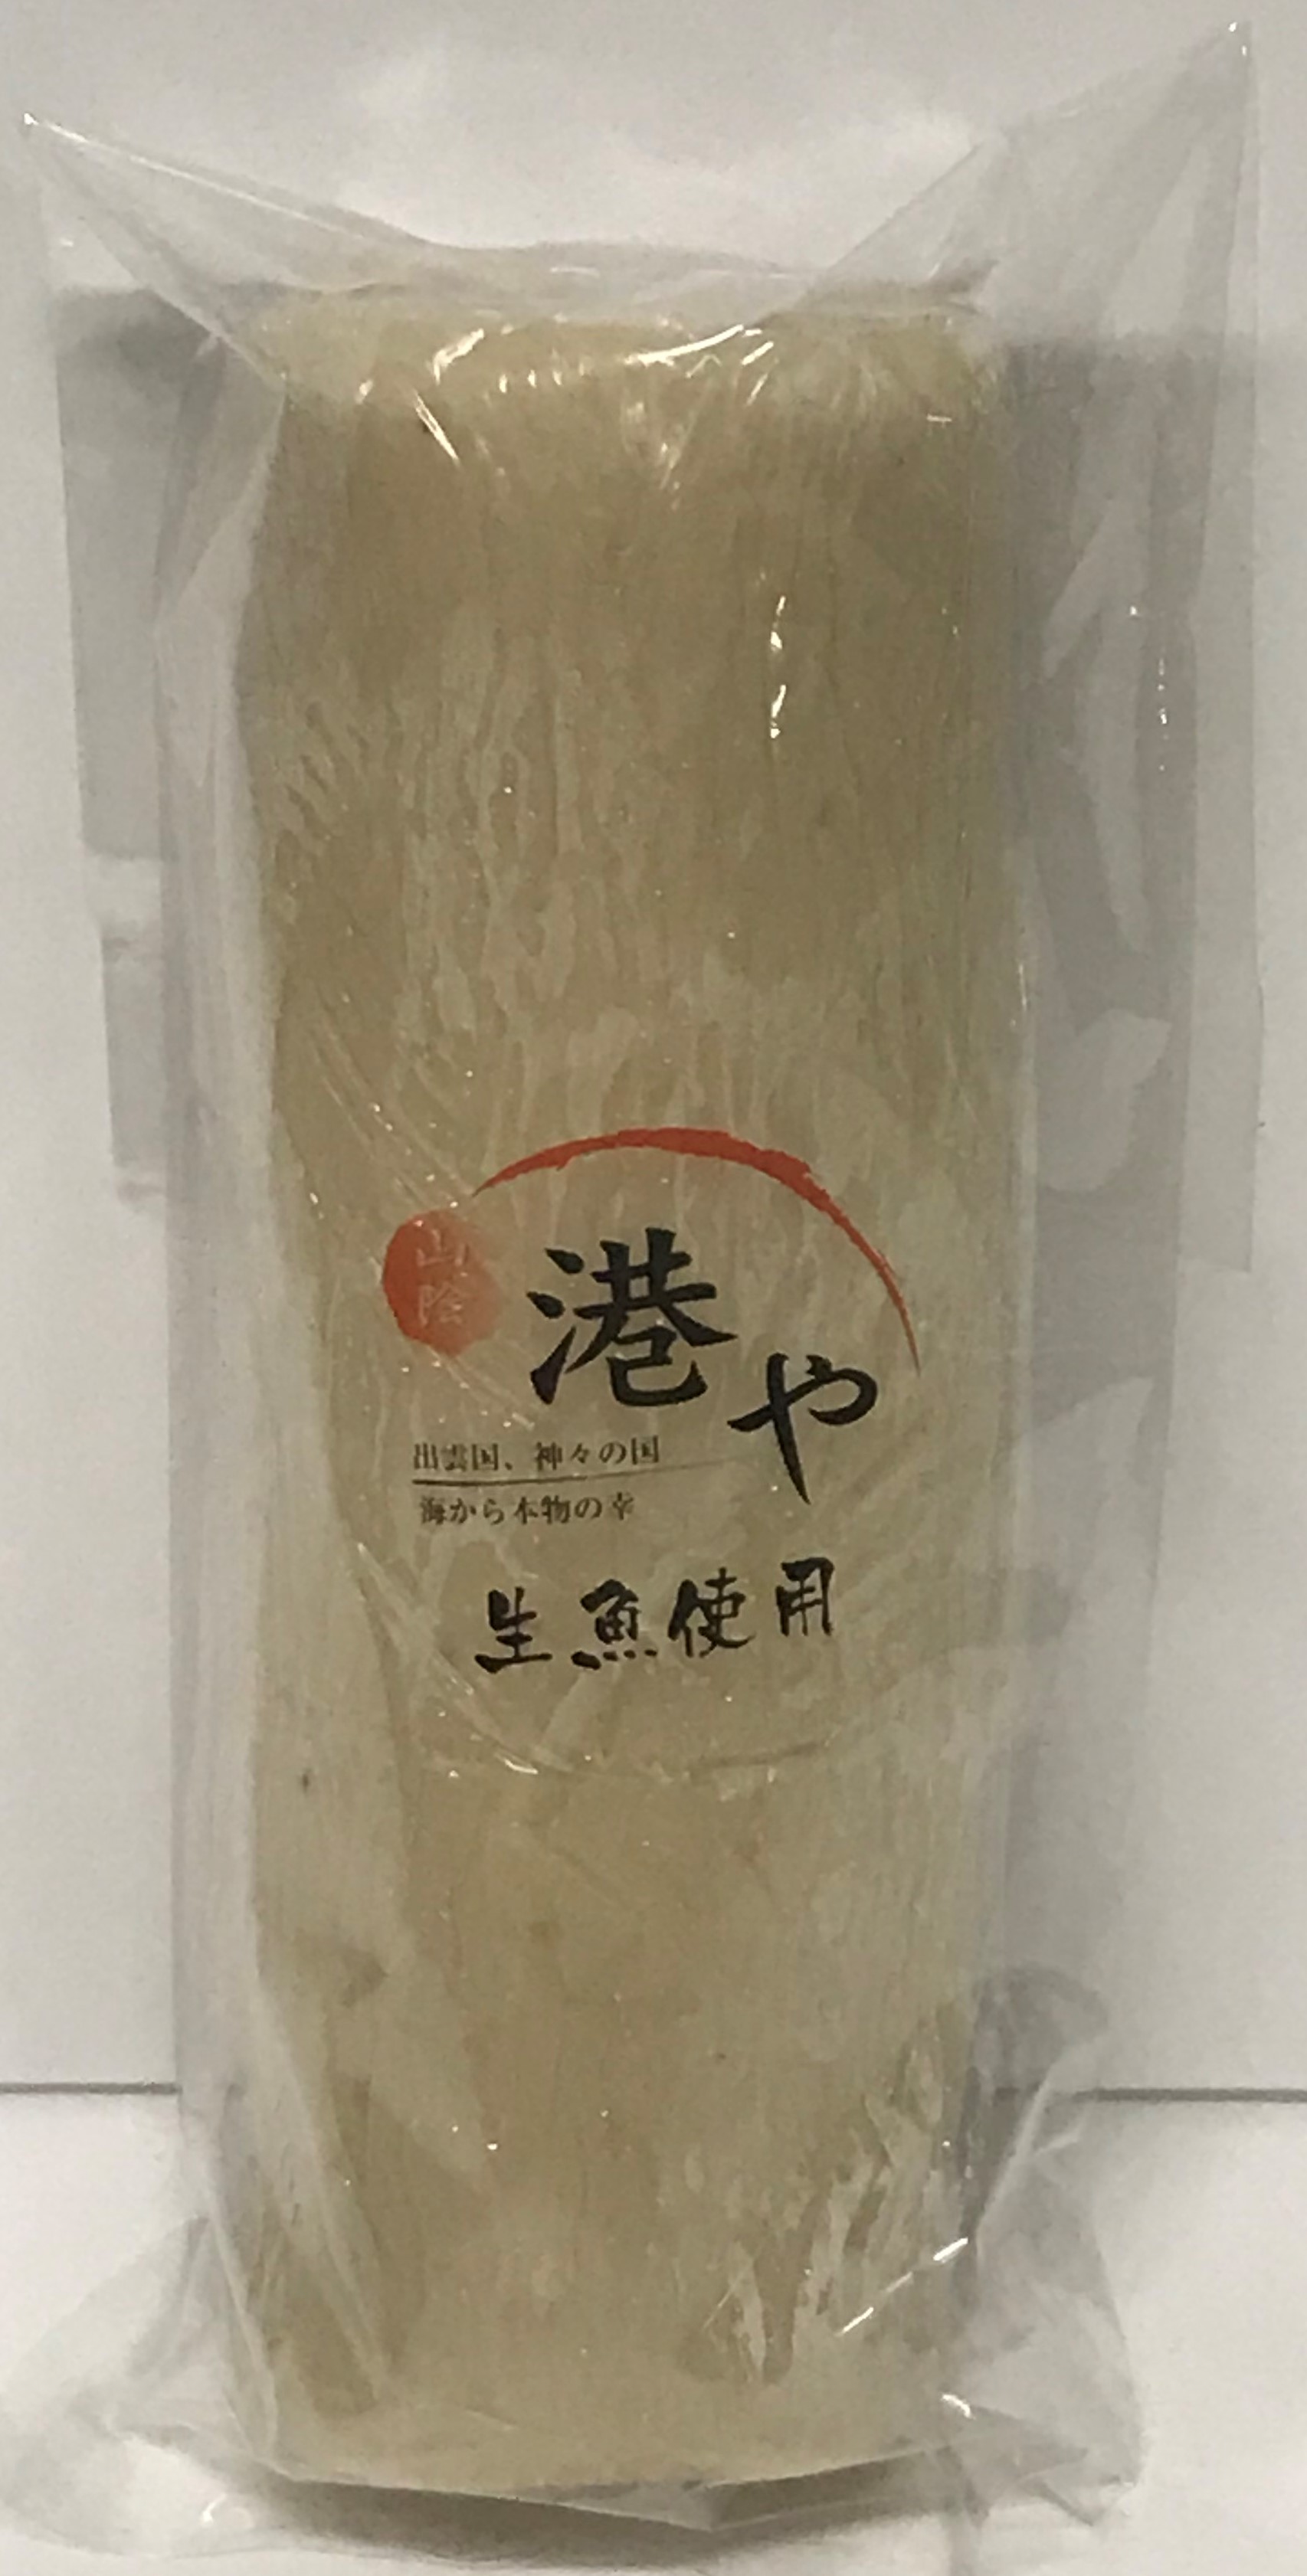 山陰
港や
出雲国、神々の国
海から本物の幸
生魚使用